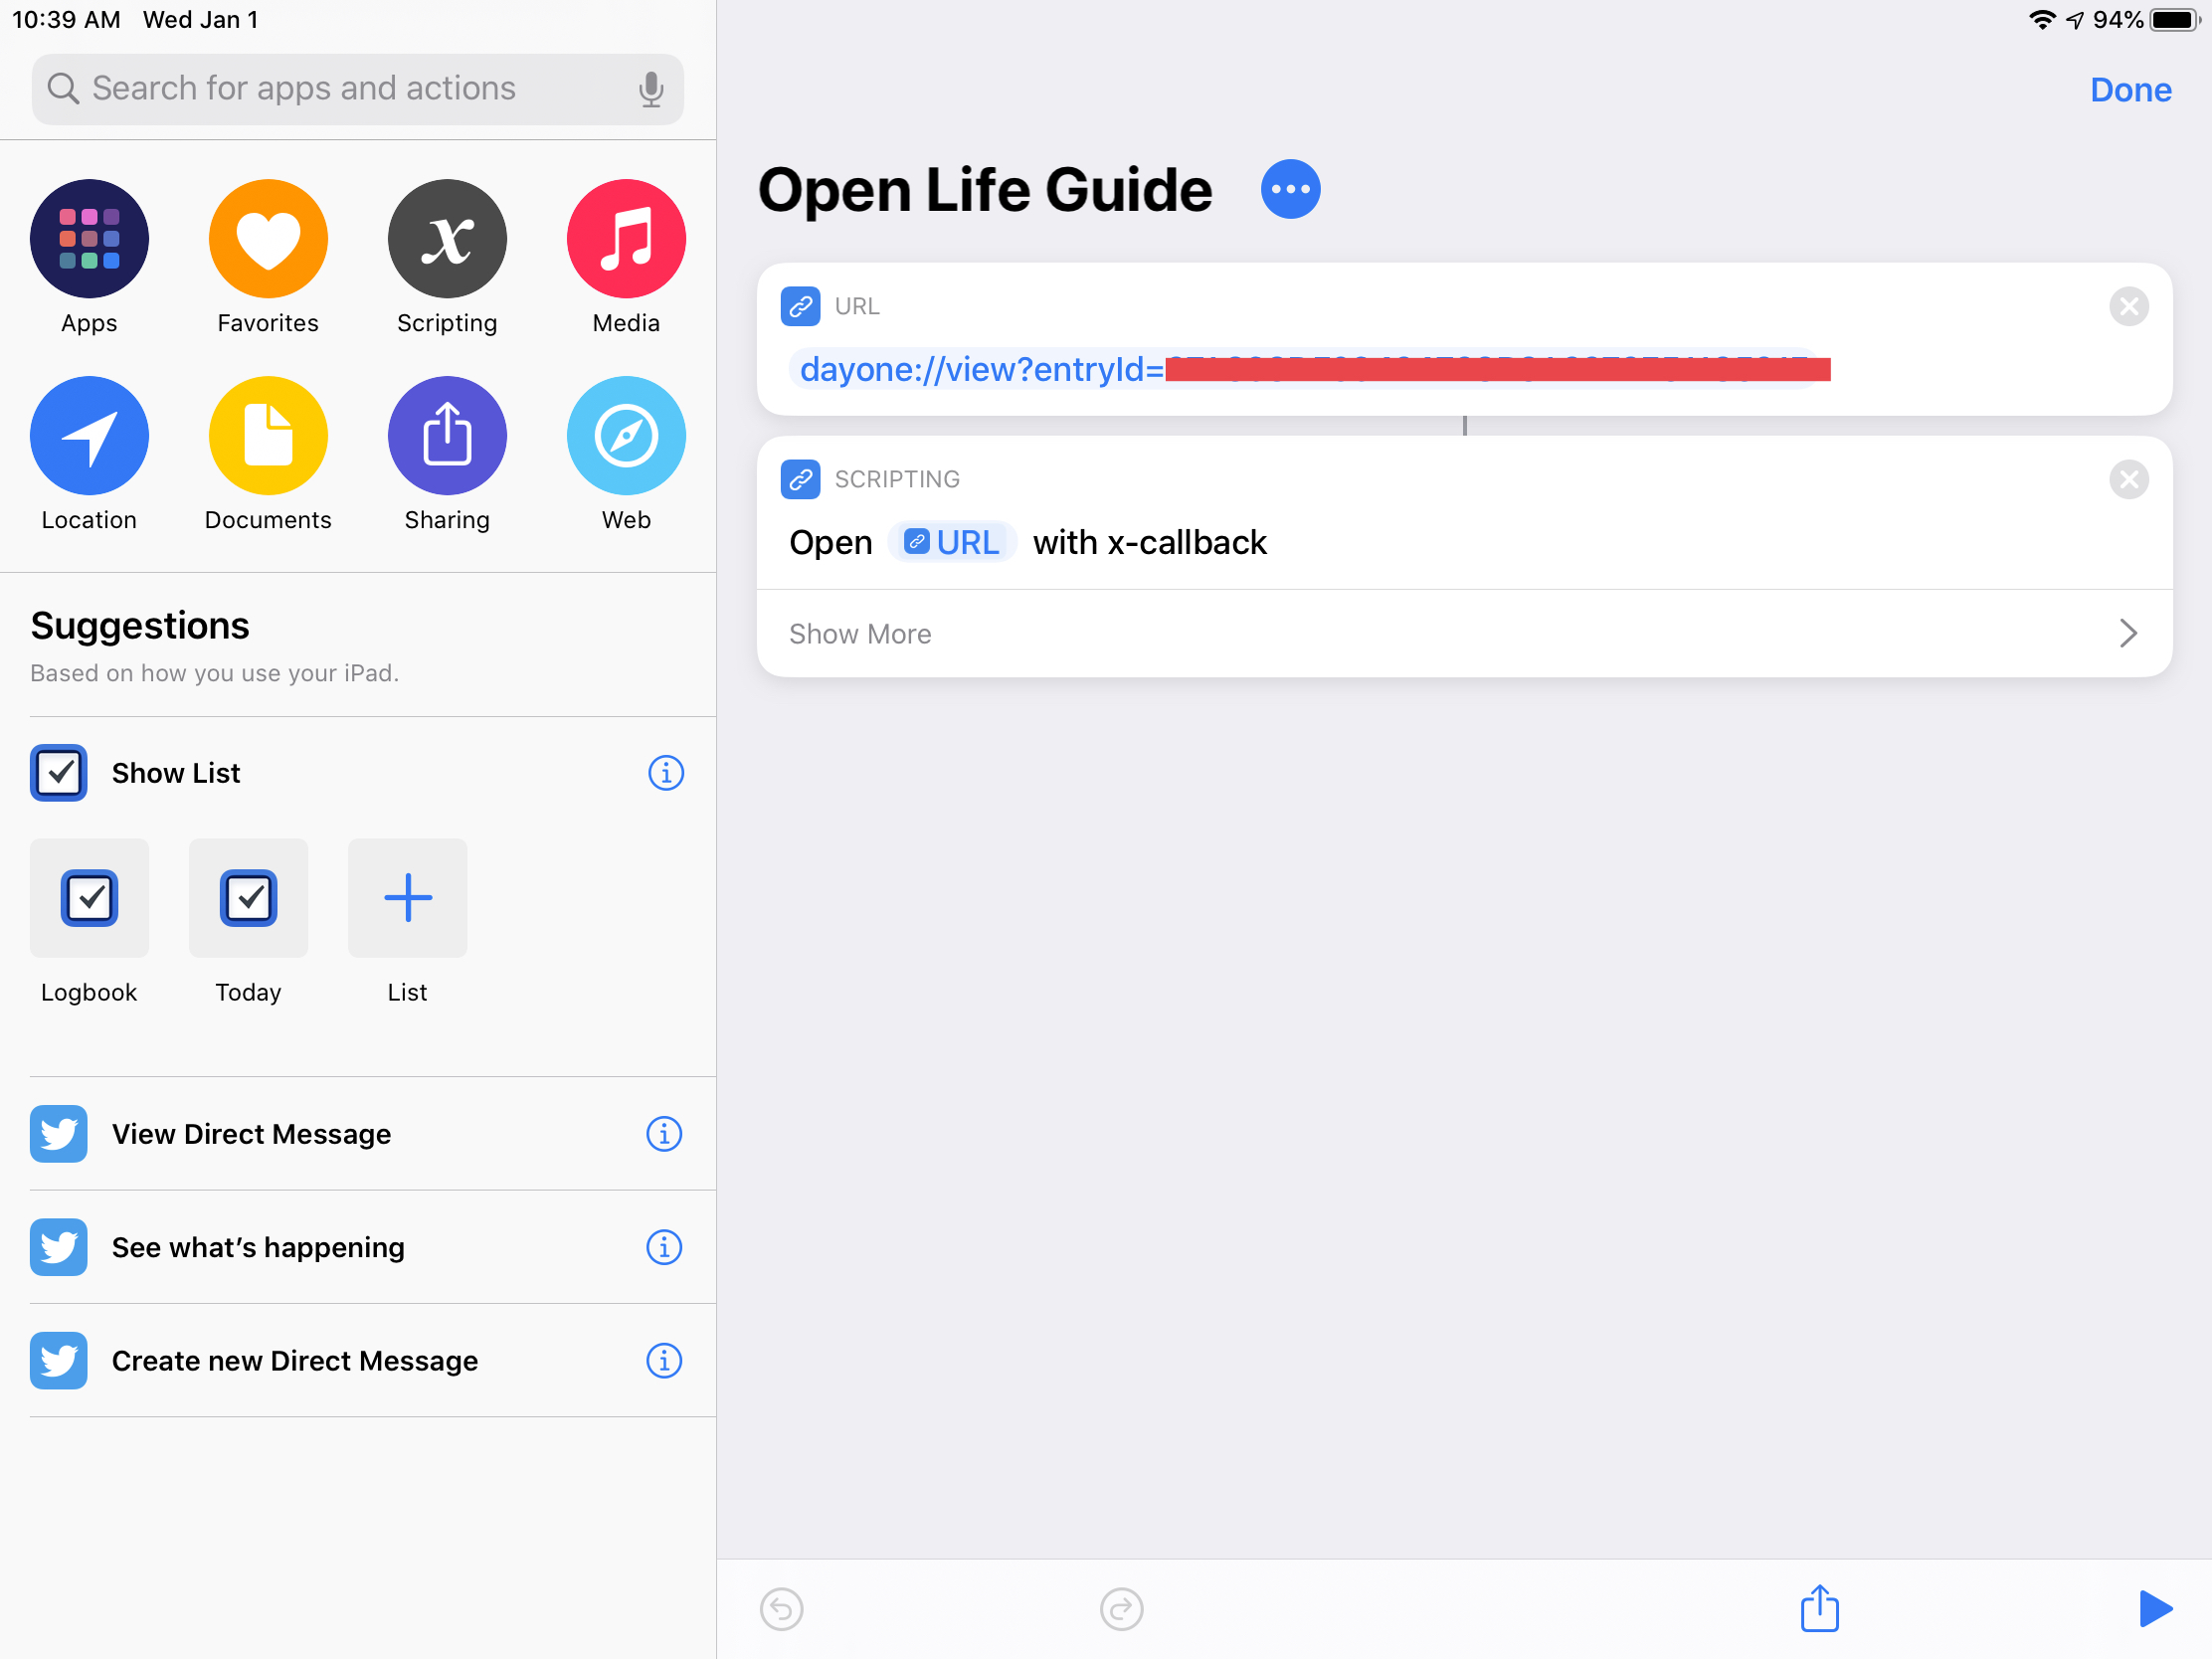 10:39 AM Wed Jan 1
94%
Search for apps and actions
Apps
Favorites
Scripting
Media
Location
Documents
Sharing
Web
Suggestions
Based on how you use your iPad.
Show List
Logbook
Today
List
View Direct Message
See what’s happening
Create new Direct Message
Done
Open Life Guide
URL
dayone://view?entryId=
SCRIPTING
Open URL with x-callback
Show More